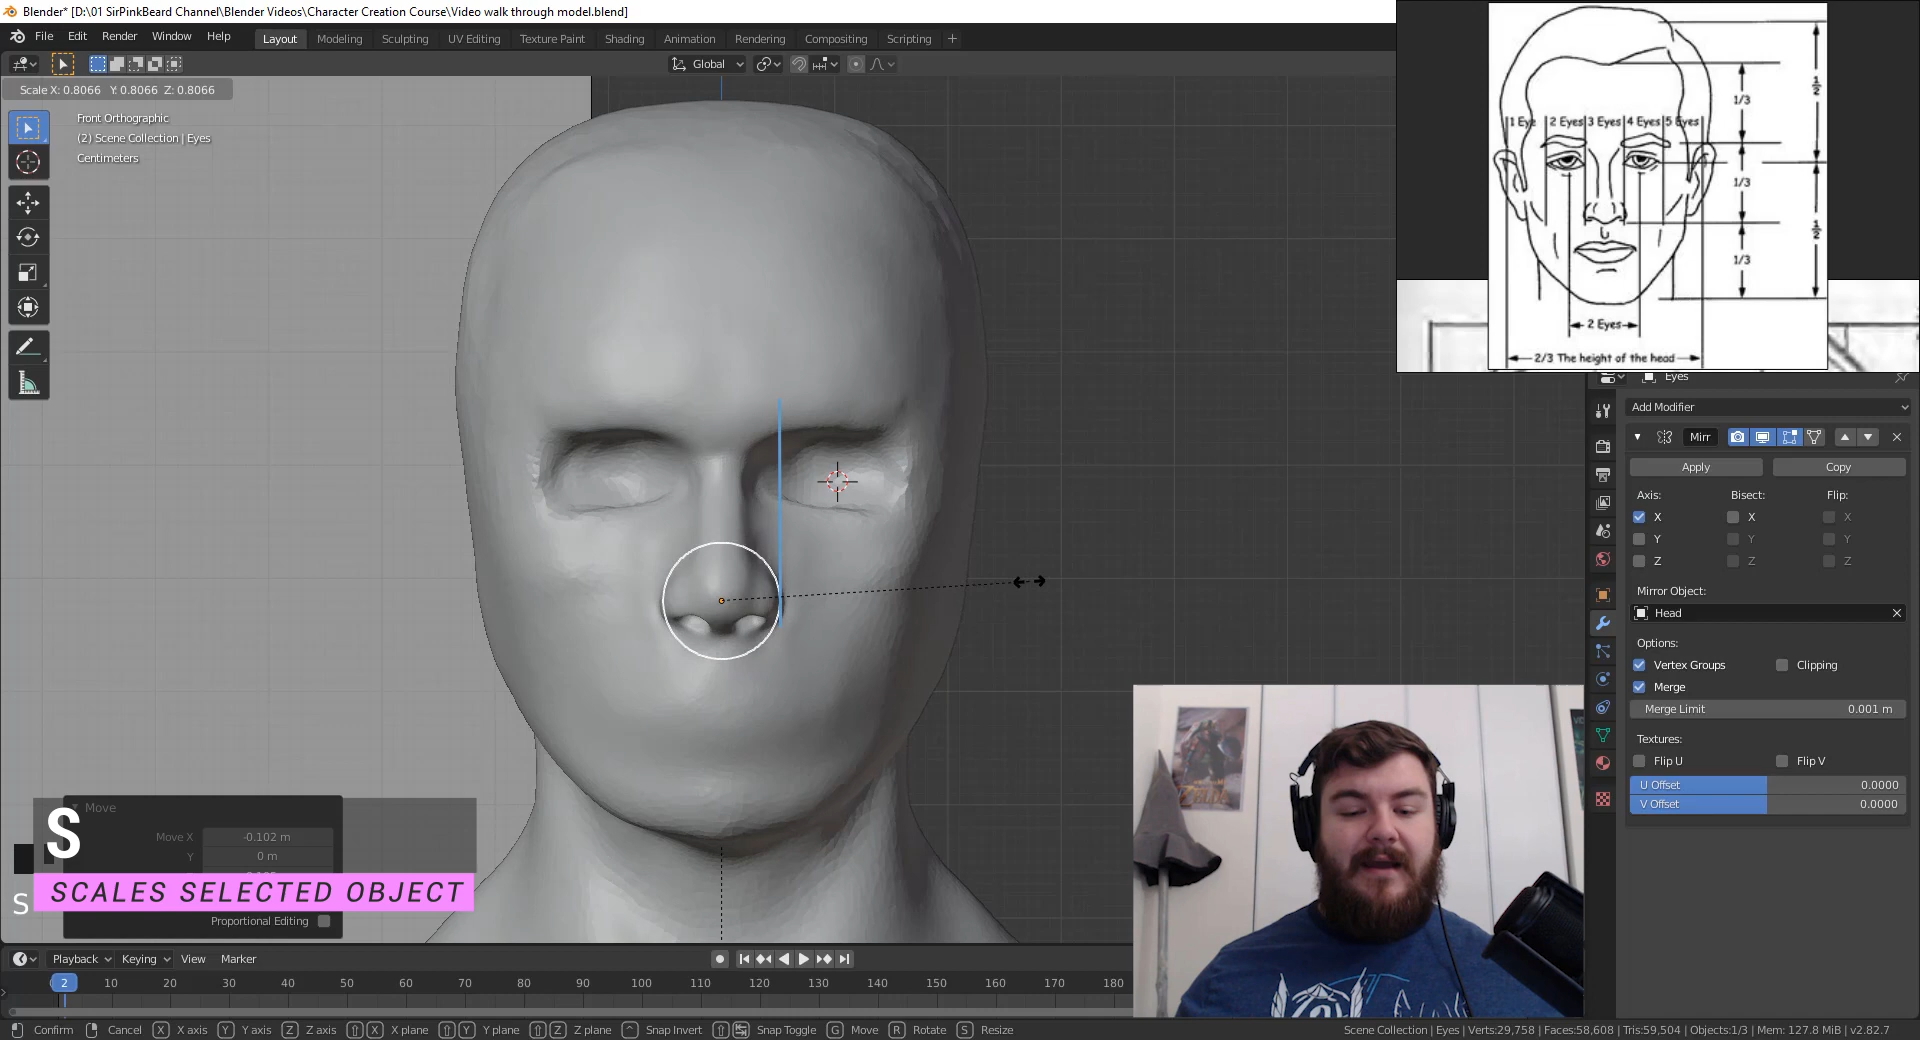 Blender* [D:\01 SirPinkBeard Channel\Blender Videos\Character Creation Course\Video walk through model.blend]
File Edit Render Window Help
Layout Modeling Sculpting UV Editing Texture Paint Shading Animation Rendering Compositing Scripting +
Global
Scale X: 0.8066 Y: 0.8066 Z: 0.8066
Front Orthographic
(2) Scene Collection | Eyes
Centimeters
1/3
1/2
1 Eye 2 Eyes 3 Eyes 4 Eyes 5 Eyes
1/3
1/2
1/3
2 Eyes
2/3 The height of the head
Eyes
Add Modifier
Mirr
Apply Copy
Axis: Bisect: Flip:
X X X
Y Y Y
Z Z Z
Mirror Object:
Head
Options:
Vertex Groups Clipping
Merge
Merge Limit 0.001 m
Textures:
Flip U Flip V
U Offset 0.0000
V Offset 0.0000
ZELDA
Move
S
Move X -0.102 m
Y 0 m
SCALES SELECTED OBJECT
S
Proportional Editing
Playback Keying View Marker
2 10 20 30 40 50 60 70 80 90 100 110 120 130 140 150 160 170 180
Confirm Cancel X X axis Y Y axis Z Z axis X X plane Y Y plane Z Z plane ^ Snap Invert Snap Toggle G Move R Rotate S Resize
Scene Collection | Eyes | Verts:29,758 | Faces:58,608 | Tris:59,504 | Objects:1/3 | Mem: 127.8 MiB | v2.82.7